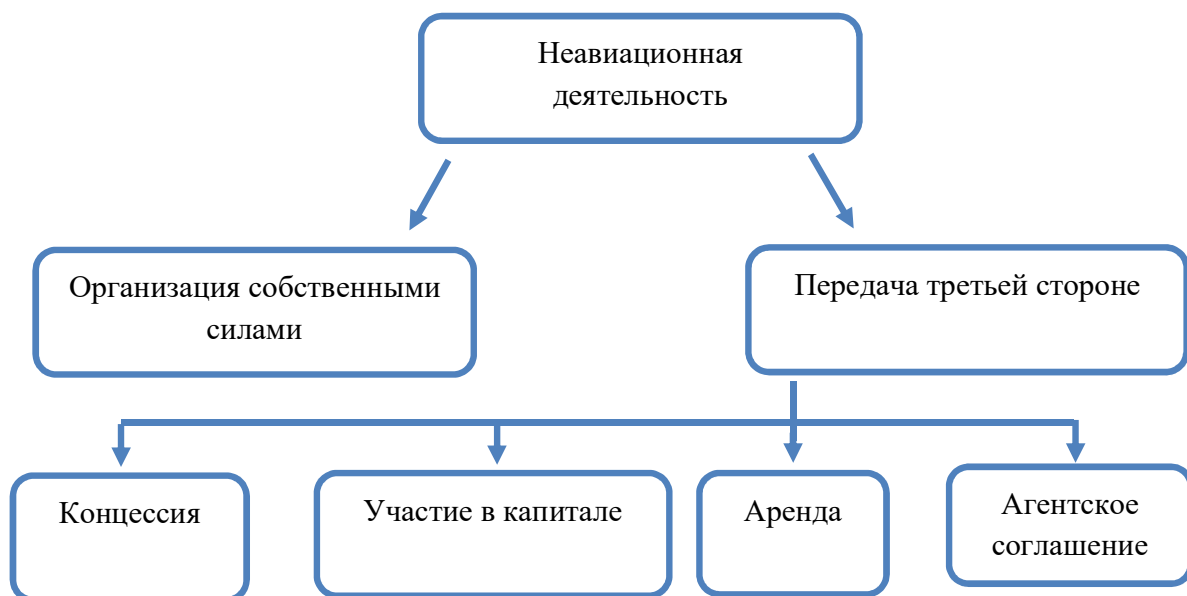 Неавиационная
деятельность
Организация собственными
силами
Передача третьей стороне
Концессия
Участие в капитале
Аренда
Агентское
соглашение